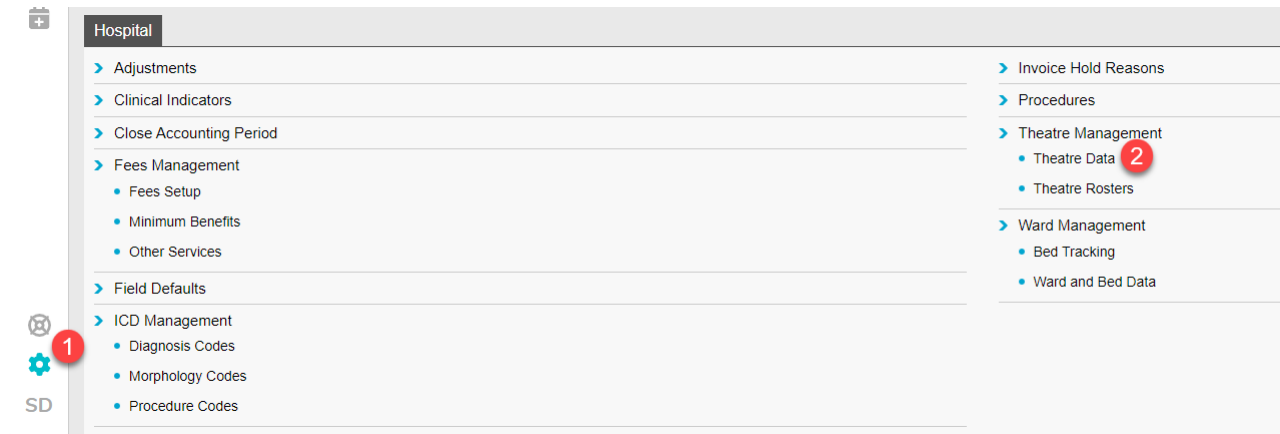 Hospital
Adjustments
Clinical Indicators
Close Accounting Period
Fees Management
Fees Setup
Minimum Benefits
Other Services
Field Defaults
ICD Management
Diagnosis Codes
Morphology Codes
Procedure Codes
Invoice Hold Reasons
Procedures
Theatre Management
Theatre Data 2
Theatre Rosters
Ward Management
Bed Tracking
Ward and Bed Data
1
SD